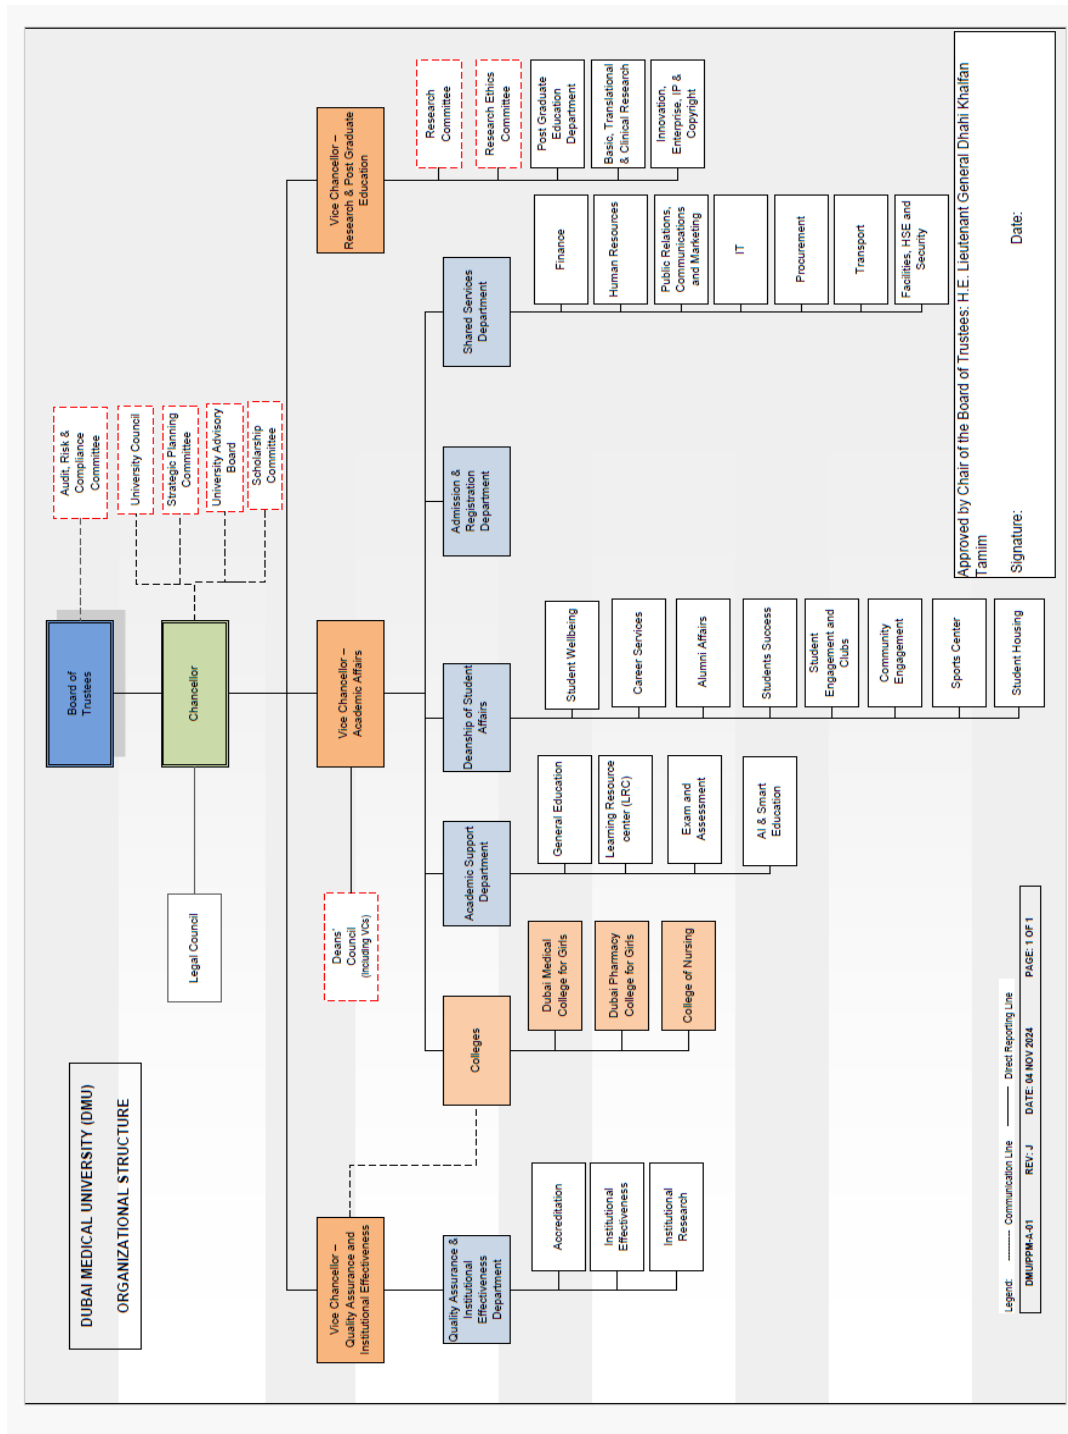 DUBAI MEDICAL UNIVERSITY (DMU)
ORGANIZATIONAL STRUCTURE
Board of
Trustees
Audit, Risk &
Compliance
Committee
Chancellor
University Council
Strategic Planning
Committee
University Advisory
Board
Scholarship
Committee
Legal Council
Vice Chancellor –
Quality Assurance and
Institutional Effectiveness
Vice Chancellor –
Academic Affairs
Vice Chancellor –
Research & Post Graduate
Education
Deans'
Council
(Including VCs)
Quality Assurance &
Institutional
Effectiveness
Department
Accreditation
Institutional
Effectiveness
Institutional
Research
Colleges
Dubai Medical
College for Girls
Dubai Pharmacy
College for Girls
College of Nursing
Academic Support
Department
General Education
Learning Resource
center (LRC)
Exam and
Assessment
AI & Smart
Education
Deanship of Student
Affairs
Student Wellbeing
Career Services
Alumni Affairs
Students Success
Student
Engagement and
Clubs
Community
Engagement
Sports Center
Student Housing
Admission &
Registration
Department
Shared Services
Department
Finance
Human Resources
Public Relations,
Communications
and Marketing
IT
Procurement
Transport
Facilities, HSE and
Security
Research
Committee
Research Ethics
Committee
Post Graduate
Education
Department
Basic, Translational
& Clinical Research
Innovation,
Enterprise, IP &
Copyright
Approved by Chair of the Board of Trustees: H.E. Lieutenant General Dhahi Khalfan
Tamim
Signature: Date:
Legend: ---------- Communication Line ———— Direct Reporting Line
DMU/PPM-A-01 REV: J DATE: 04 NOV 2024 PAGE: 1 OF 1